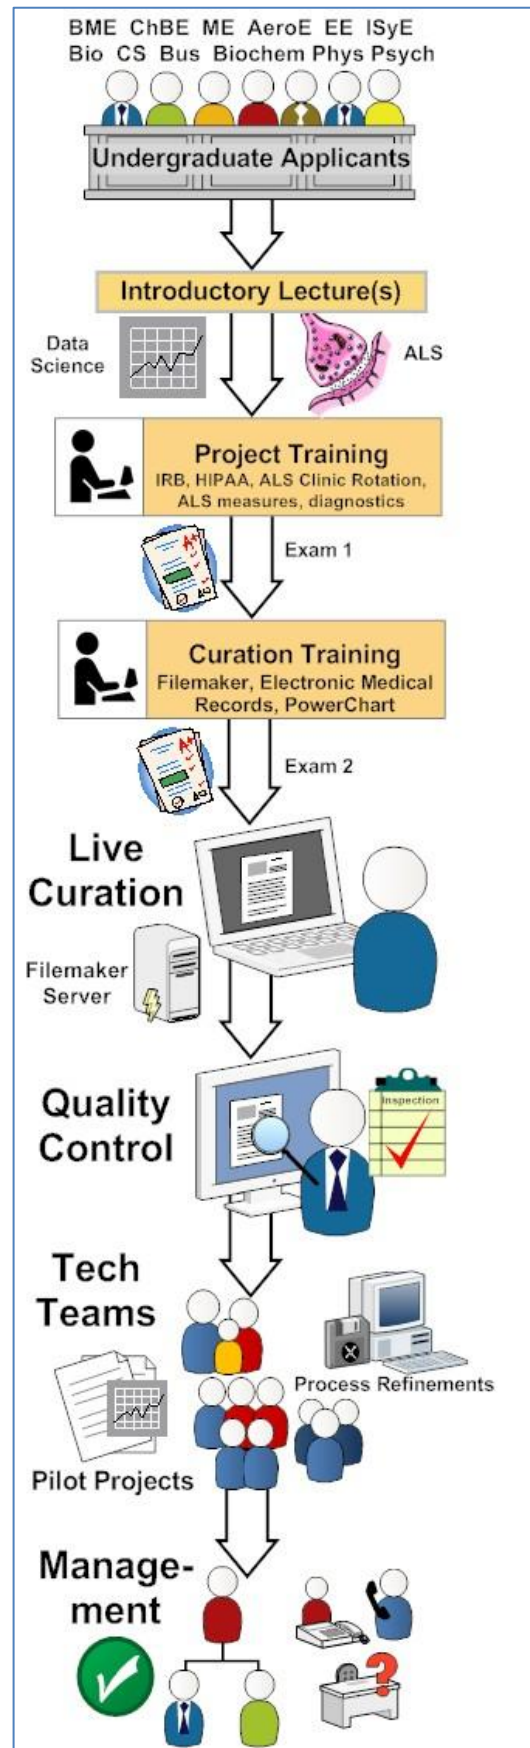 BME ChBE ME AeroE EE ISyE
Bio CS Bus Biochem Phys Psych
Undergraduate Applicants
Introductory Lecture(s)
Data
Science
ALS
Project Training
IRB, HIPAA, ALS Clinic Rotation,
ALS measures, diagnostics
A+
Exam 1
Curation Training
Filemaker, Electronic Medical
Records, PowerChart
A+
Exam 2
Live
Curation
Filemaker
Server
Quality
Control
Inspection
Tech
Teams
Process Refinements
Pilot Projects
Manage-
ment
?